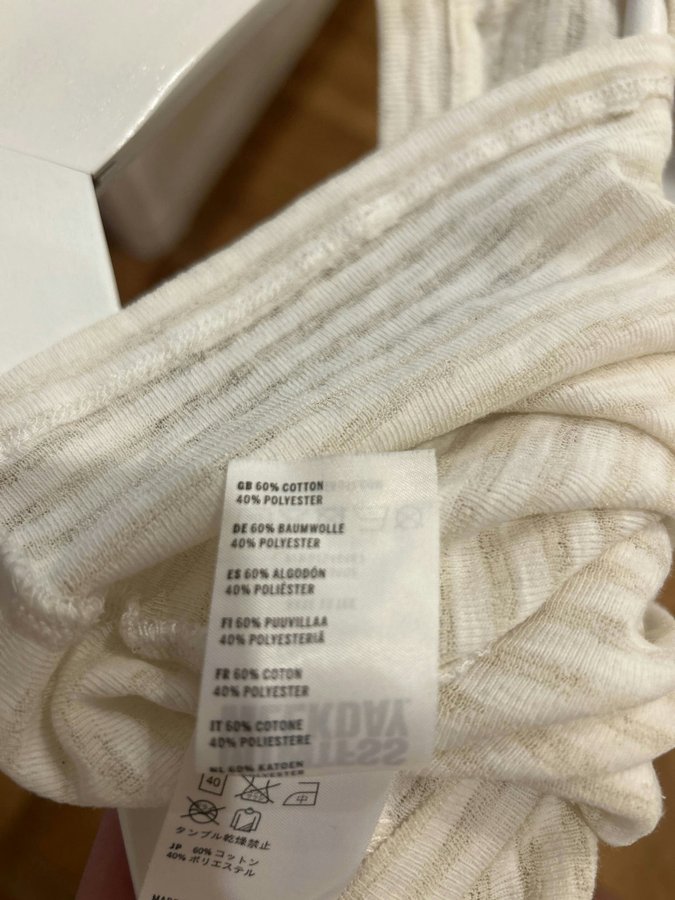 GB 60% COTTON
40% POLYESTER
DE 60% BAUMWOLLE
40% POLYESTER
ES 60% ALGODÓN
40% POLIÉSTER
FI 60% PUUVILLAA
40% POLYESTERIÄ
FR 60% COTON
40% POLYESTER
IT 60% COTONE
40% POLIESTERE
NL 60% KATOEN
POLYESTER
40
中
タンブル乾燥禁止
JP 60% コットン
40% ポリエステル